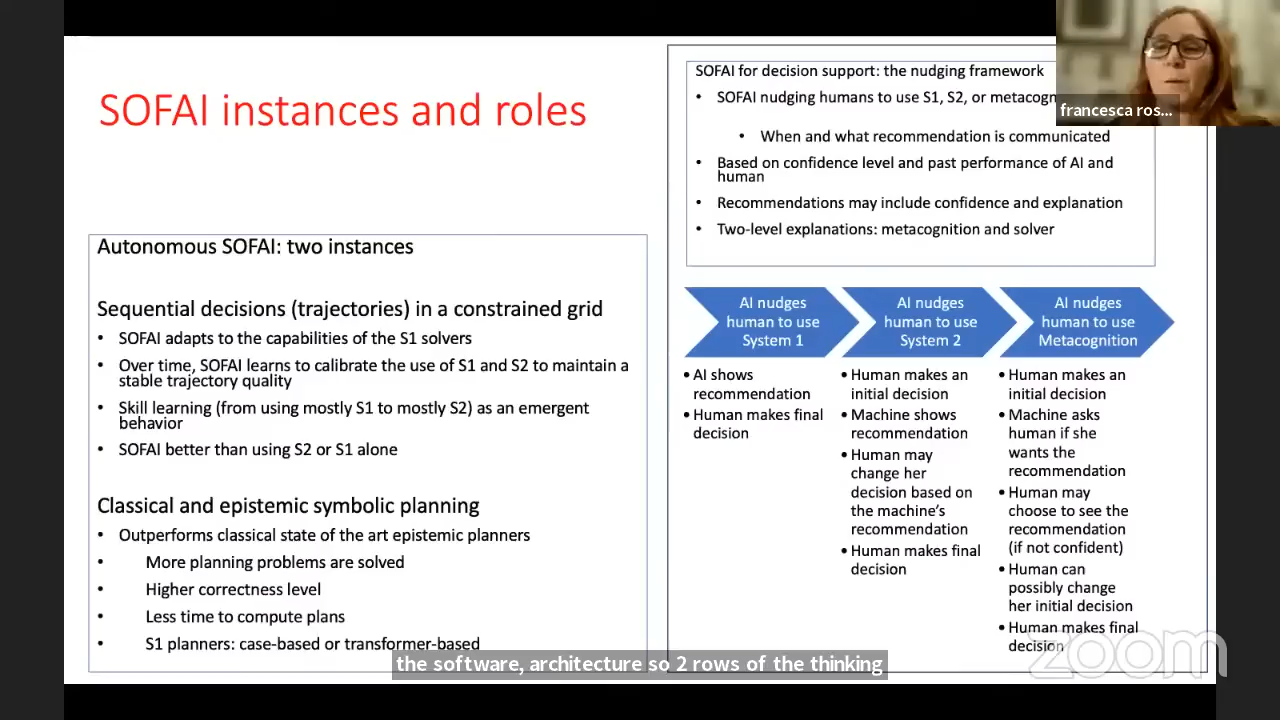 SOFAI instances and roles
Autonomous SOFAI: two instances
Sequential decisions (trajectories) in a constrained grid
• SOFAI adapts to the capabilities of the S1 solvers
• Over time, SOFAI learns to calibrate the use of S1 and S2 to maintain a
stable trajectory quality
• Skill learning (from using mostly S1 to mostly S2) as an emergent
behavior
• SOFAI better than using S2 or S1 alone
Classical and epistemic symbolic planning
• Outperforms classical state of the art epistemic planners
• More planning problems are solved
• Higher correctness level
• Less time to compute plans
• S1 planners: case-based or transformer-based
SOFAI for decision support: the nudging framework
• SOFAI nudging humans to use S1, S2, or
• When and what recommendation is communicated
• Based on confidence level and past performance of AI and
human
• Recommendations may include confidence and explanation
• Two-level explanations: metacognition and solver
AI nudges
human to use
System 1
• AI shows
recommendation
• Human makes final
decision
AI nudges
human to use
System 2
• Human makes an
initial decision
• Machine shows
recommendation
• Human may
change her
decision based on
the machine's
recommendation
• Human makes final
decision
AI nudges
human to use
Metacognition
• Human makes an
initial decision
• Machine asks
human if she
wants the
recommendation
• Human may
choose to see the
recommendation
(if not confident)
• Human can
possibly change
her initial decision
• Human makes final
decision
francesca ros...
the software, architecture so 2 rows of the thinking
zoom